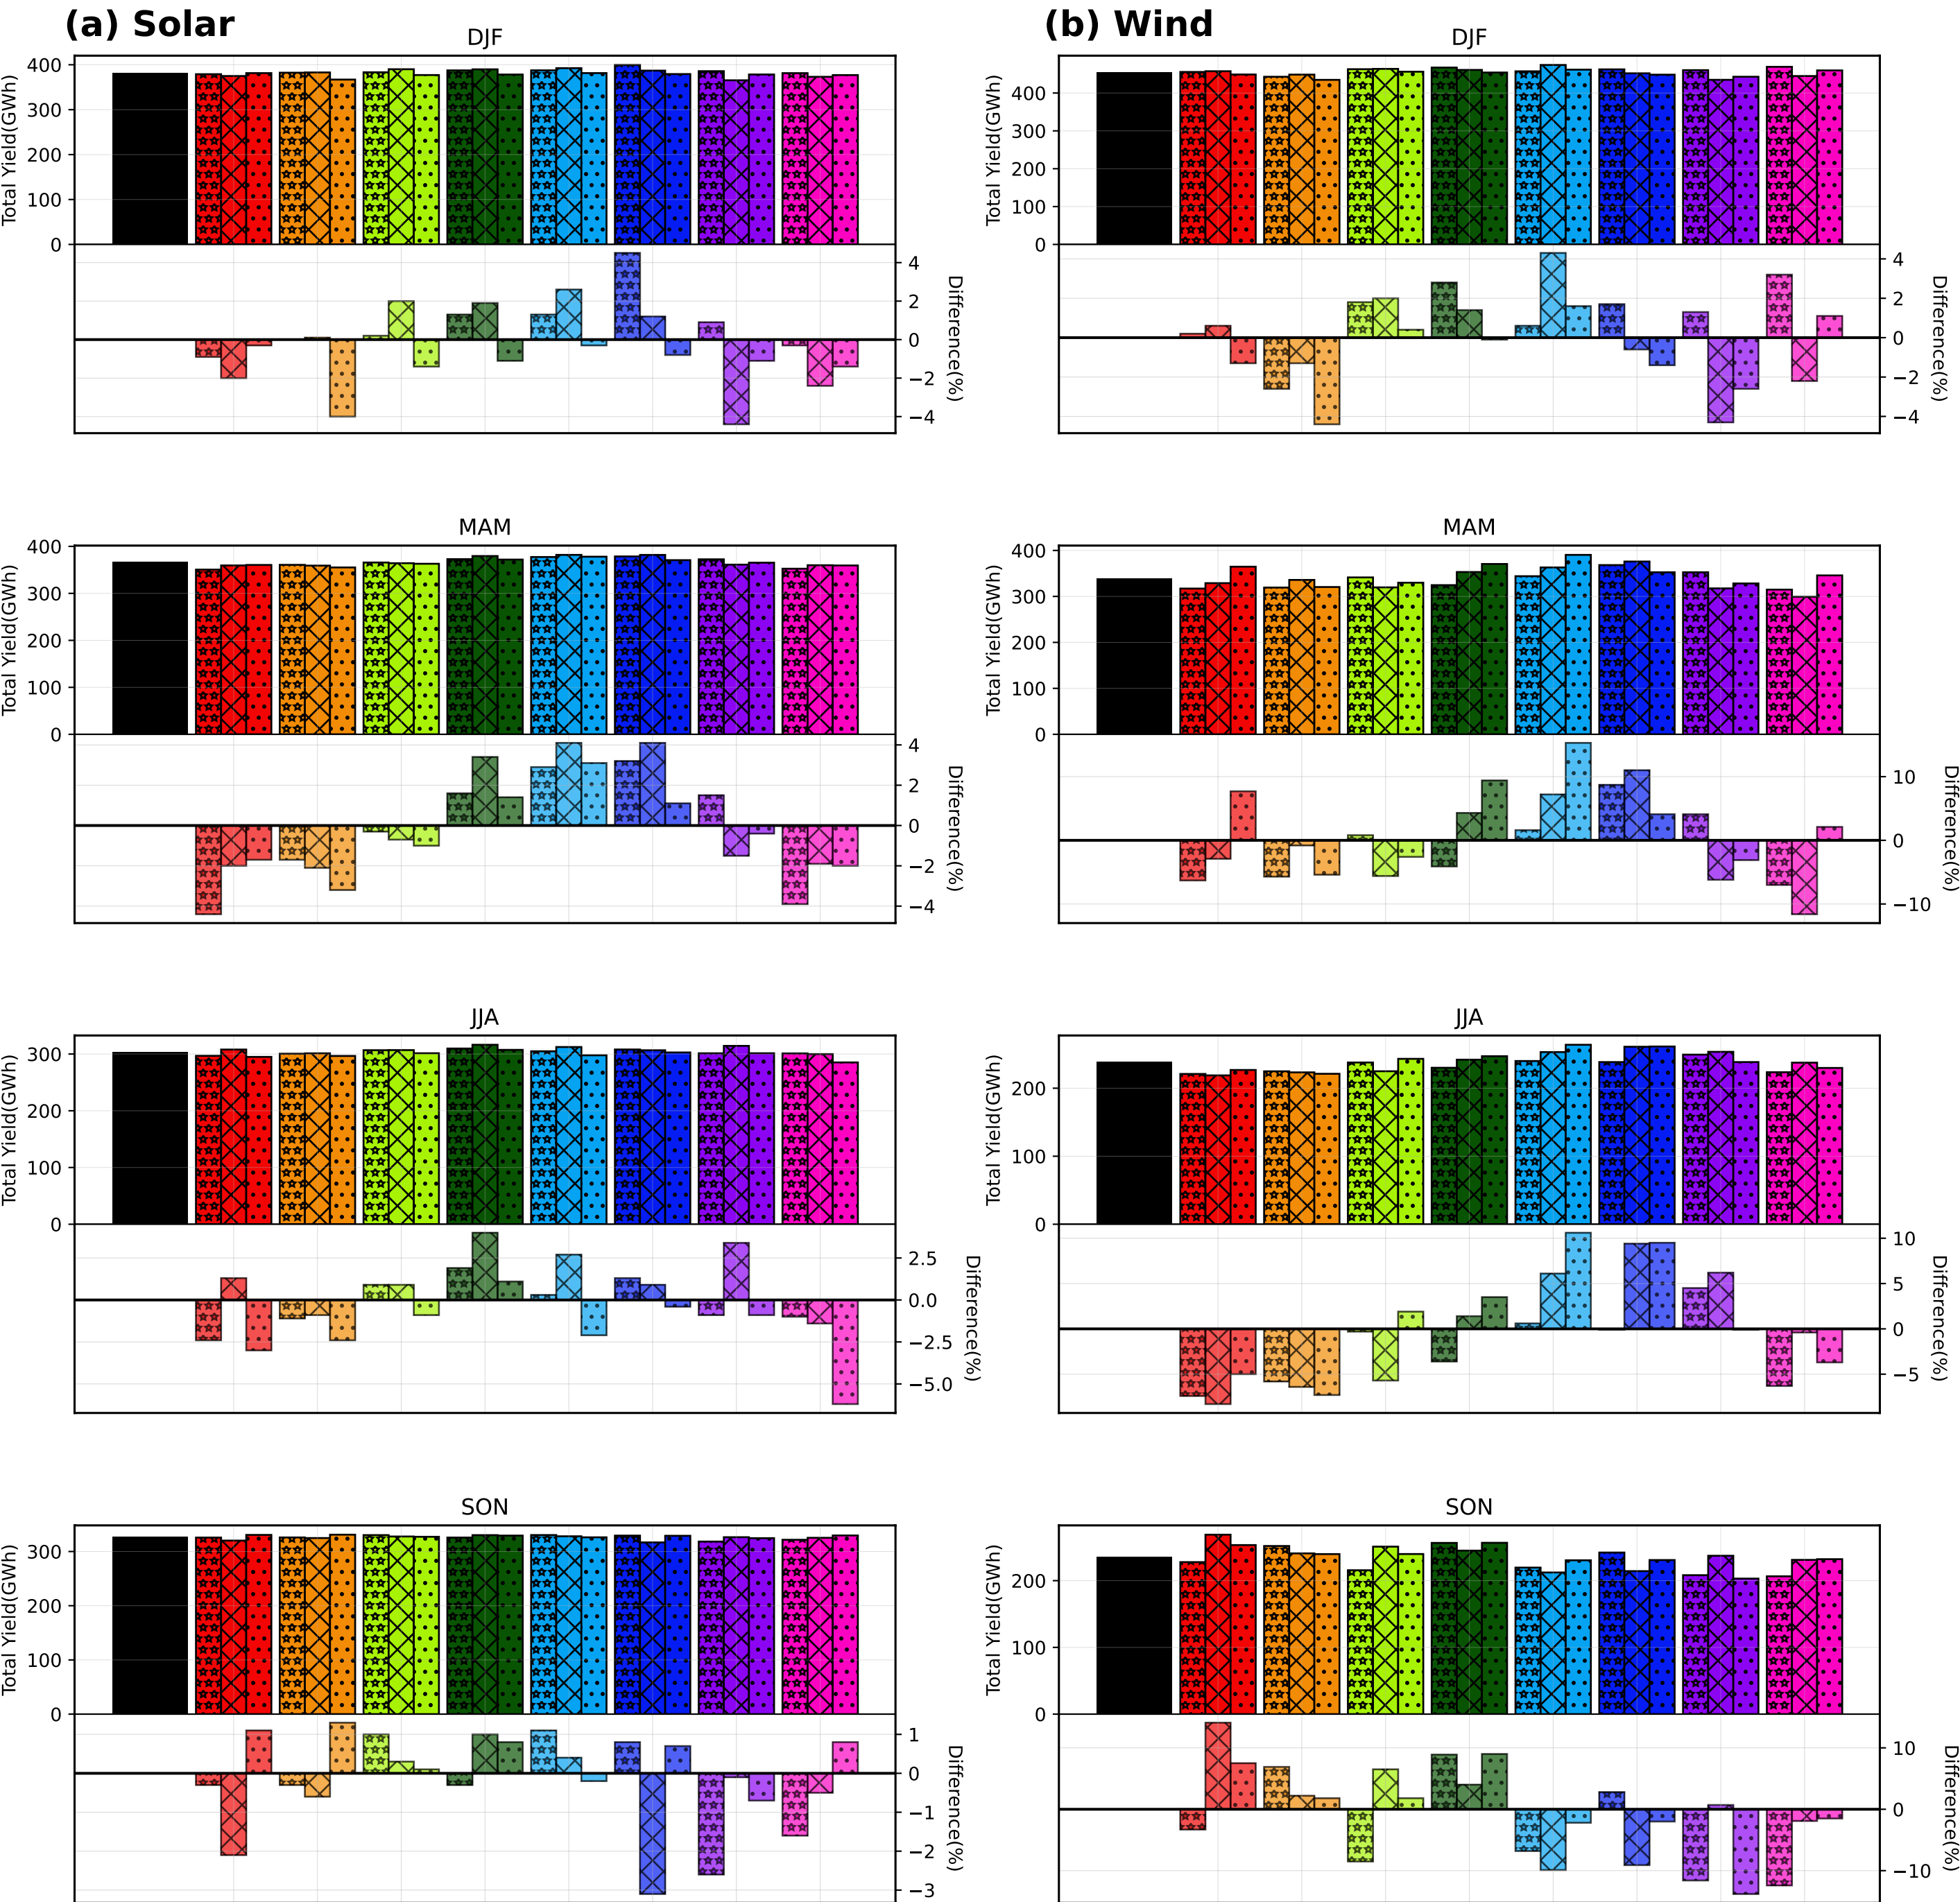 (a) Solar
DJF
Total Yield(GWh)
400
300
200
100
0
4
2
0
−2
−4
Difference(%)
MAM
Total Yield(GWh)
400
300
200
100
0
4
2
0
−2
−4
Difference(%)
JJA
Total Yield(GWh)
300
200
100
0
2.5
0.0
−2.5
−5.0
Difference(%)
SON
Total Yield(GWh)
300
200
100
0
1
0
−1
−2
−3
Difference(%)
(b) Wind
DJF
Total Yield(GWh)
400
300
200
100
0
4
2
0
−2
−4
Difference(%)
MAM
Total Yield(GWh)
400
300
200
100
0
10
0
−10
Difference(%)
JJA
Total Yield(GWh)
200
100
0
10
5
0
−5
Difference(%)
SON
Total Yield(GWh)
200
100
0
10
0
−10
Difference(%)